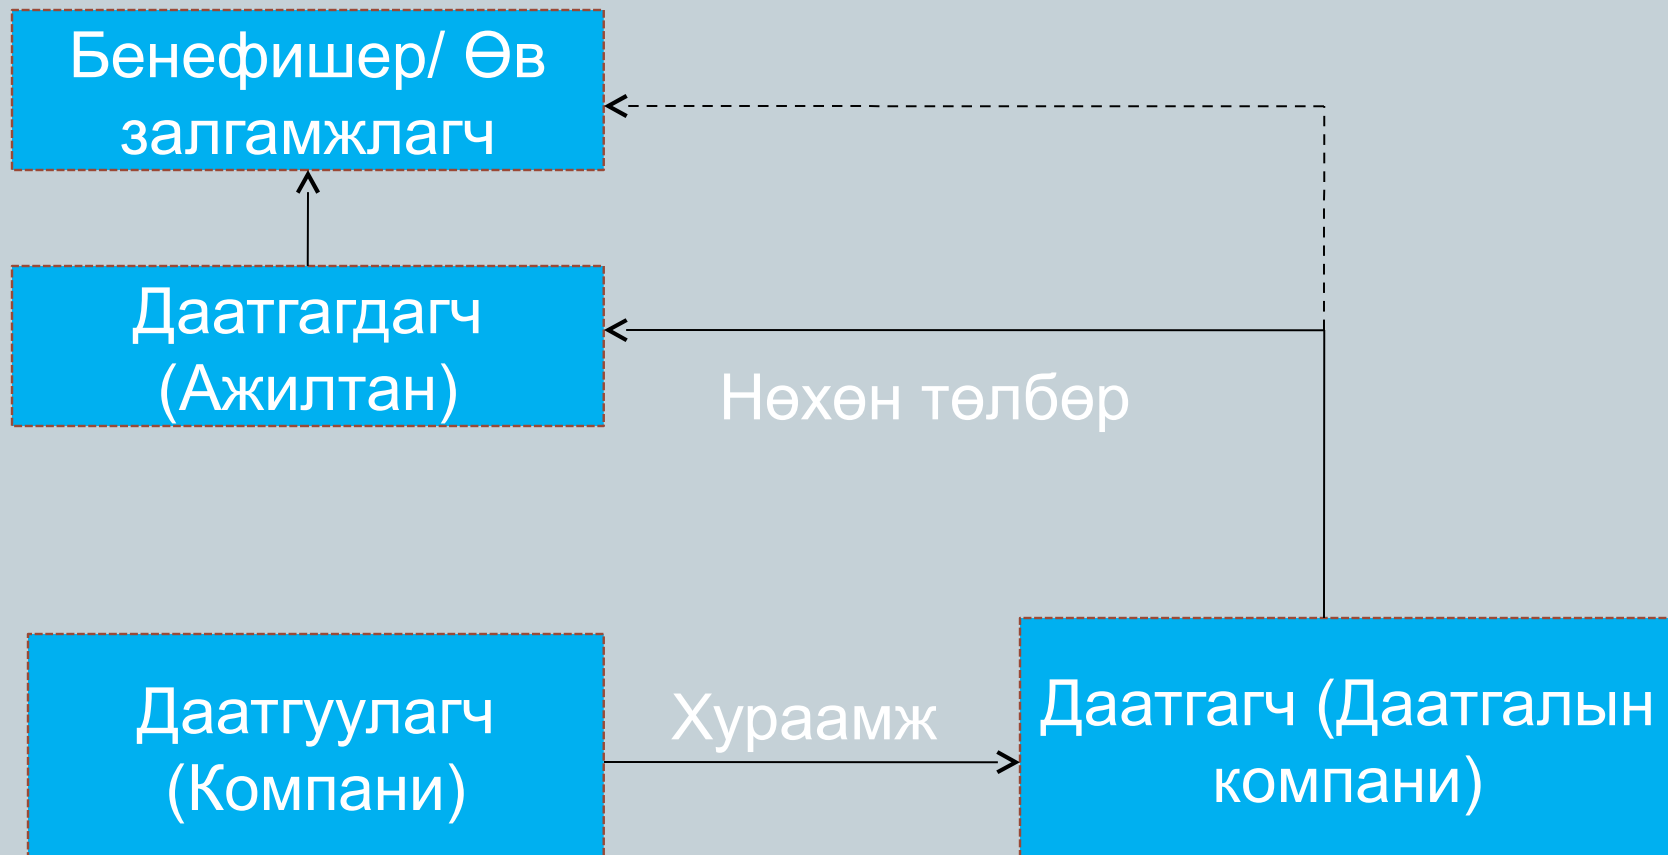 Бенефишер/ Өв
залгамжлагч
Даатгагдагч
(Ажилтан)
Нөхөн төлбөр
Даатгуулагч
(Компани)
Хураамж
Даатгагч (Даатгалын
компани)